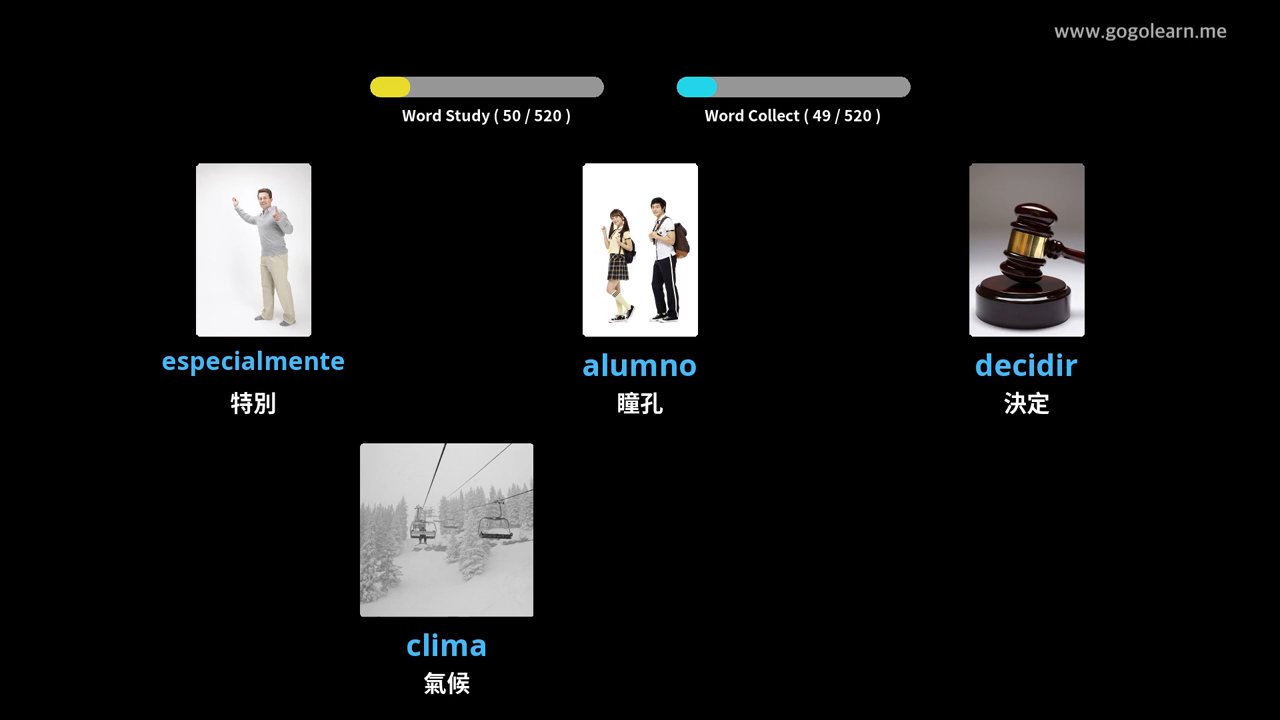 www.gogolearn.me
Word Study ( 50 / 520 )
Word Collect ( 49 / 520 )
especialmente
特別
alumno
瞳孔
decidir
決定
clima
氣候